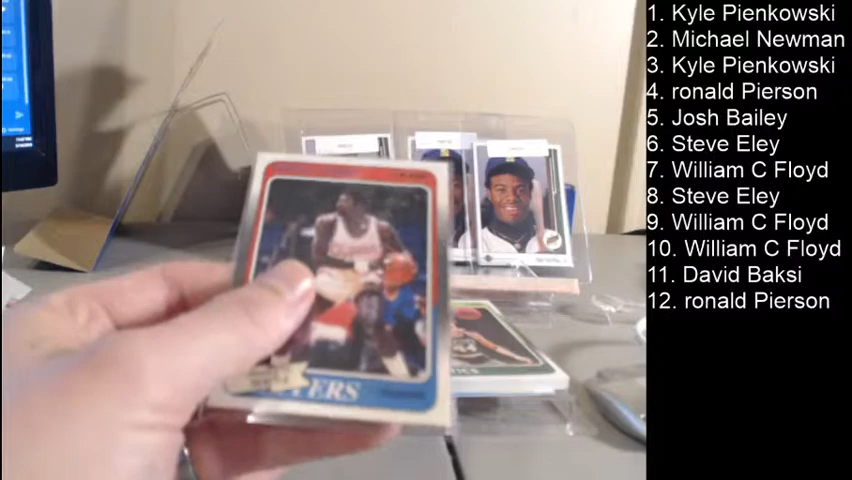 1. Kyle Pienkowski
2. Michael Newman
3. Kyle Pienkowski
4. ronald Pierson
5. Josh Bailey
6. Steve Eley
7. William C Floyd
8. Steve Eley
9. William C Floyd
10. William C Floyd
11. David Baksi
12. ronald Pierson